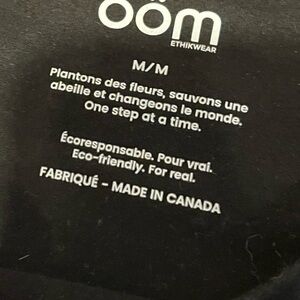 öôm
ETHIKWEAR
M/M
Plantons des fleurs, sauvons une
abeille et changeons le monde.
One step at a time.
Écoresponsable. Pour vrai.
Eco-friendly. For real.
FABRIQUÉ - MADE IN CANADA